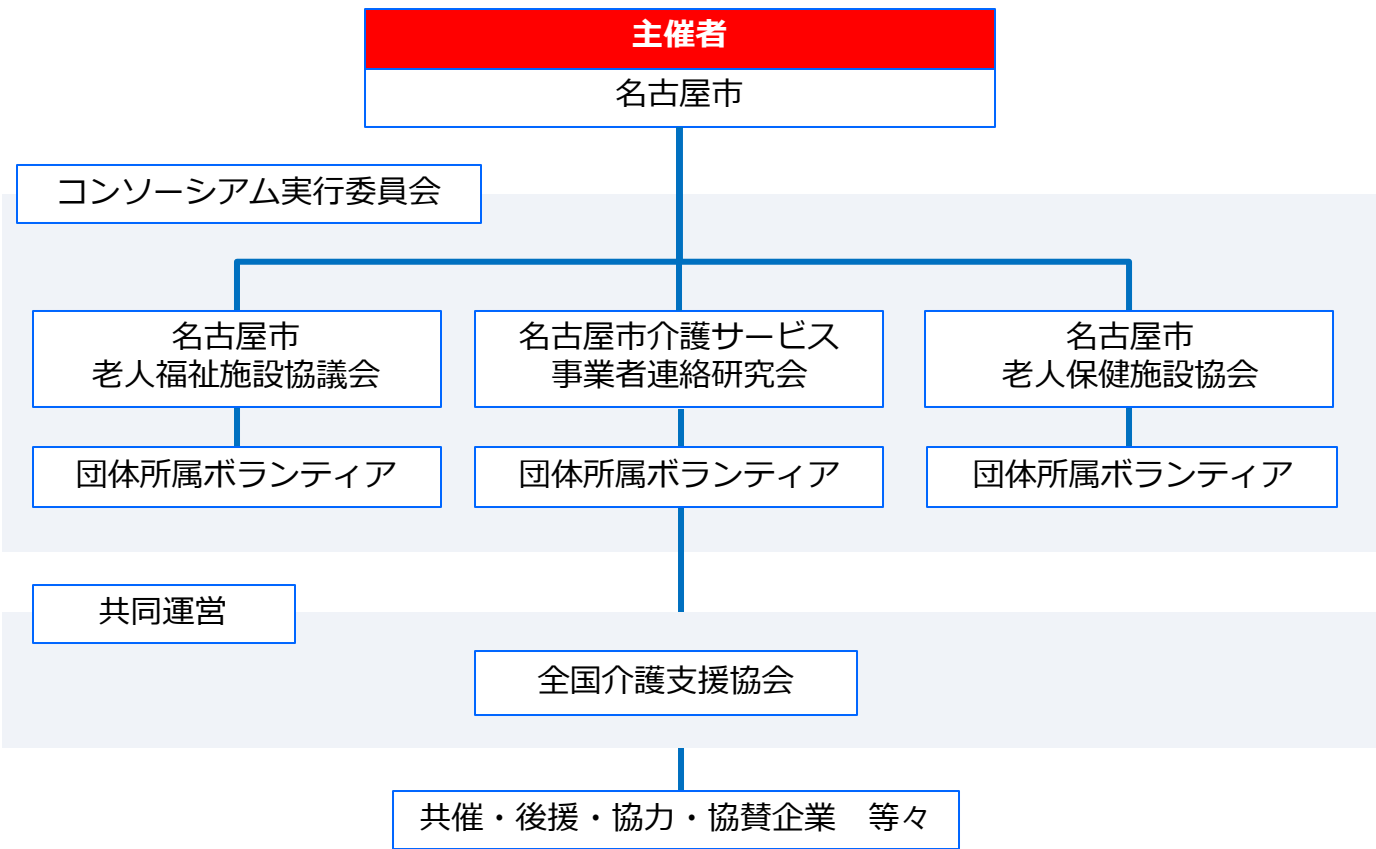 主催者
名古屋市
コンソーシアム実行委員会
名古屋市
老人福祉施設協議会
名古屋市介護サービス
事業者連絡研究会
名古屋市
老人保健施設協会
団体所属ボランティア
団体所属ボランティア
団体所属ボランティア
共同運営
全国介護支援協会
共催・後援・協力・協賛企業　等々